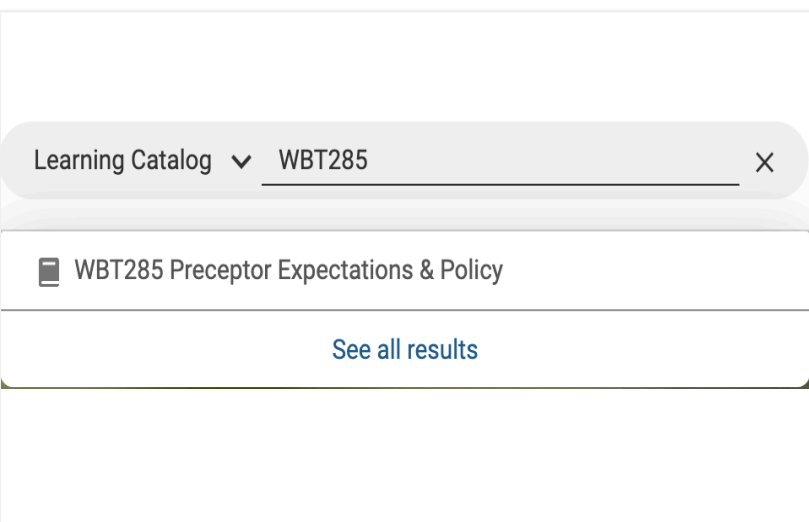 Learning Catalog WBT285
WBT285 Preceptor Expectations & Policy
See all results